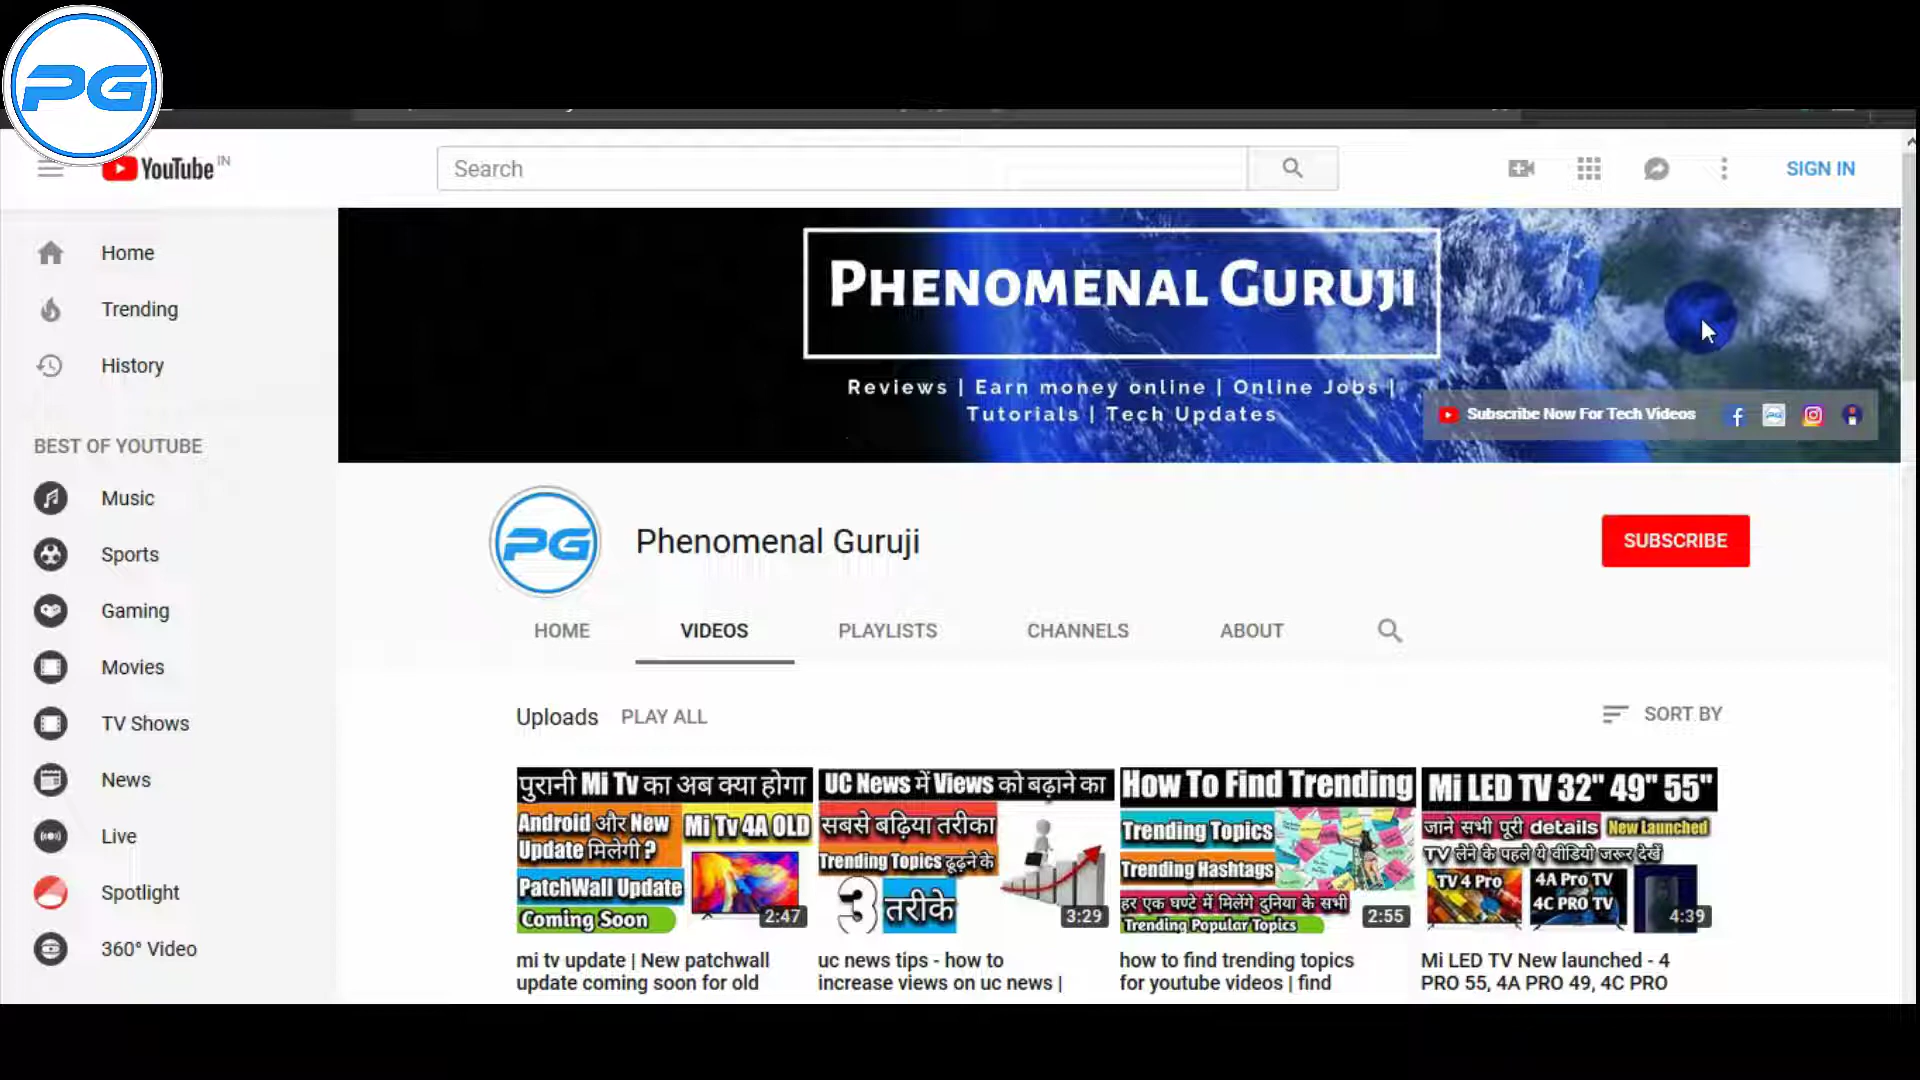 PG
YouTube IN
Search
SIGN IN
Home
Trending
History
BEST OF YOUTUBE
Music
Sports
Gaming
Movies
TV Shows
News
Live
Spotlight
360° Video
PHENOMENAL GURUJI
Reviews | Earn money online | Online Jobs |
Tutorials | Tech Updates
Subscribe Now For Tech Videos
PG
Phenomenal Guruji
SUBSCRIBE
HOME
VIDEOS
PLAYLISTS
CHANNELS
ABOUT
Uploads
PLAY ALL
SORT BY
पुरानी Mi Tv का अब क्या होगा
Android और New
Update मिलेगी ?
Mi Tv 4A OLD
PatchWall Update
Coming Soon
2:47
mi tv update | New patchwall
update coming soon for old
UC News में Views को बढ़ाने का
सबसे बढ़िया तरीका
Trending Topics ढूढ़ने के
3 तरीके
3:29
uc news tips - how to
increase views on uc news |
How To Find Trending
Trending Topics
Trending Hashtags
हर एक घण्टे में मिलेंगे दुनिया के सभी
Trending Popular Topics
2:55
how to find trending topics
for youtube videos | find
Mi LED TV 32" 49" 55"
जाने सभी पूरी details New Launched
TV लेने के पहले ये वीडियो जरूर देखें
TV 4 Pro
4A Pro TV
4C PRO TV
4:39
Mi LED TV New launched - 4
PRO 55, 4A PRO 49, 4C PRO